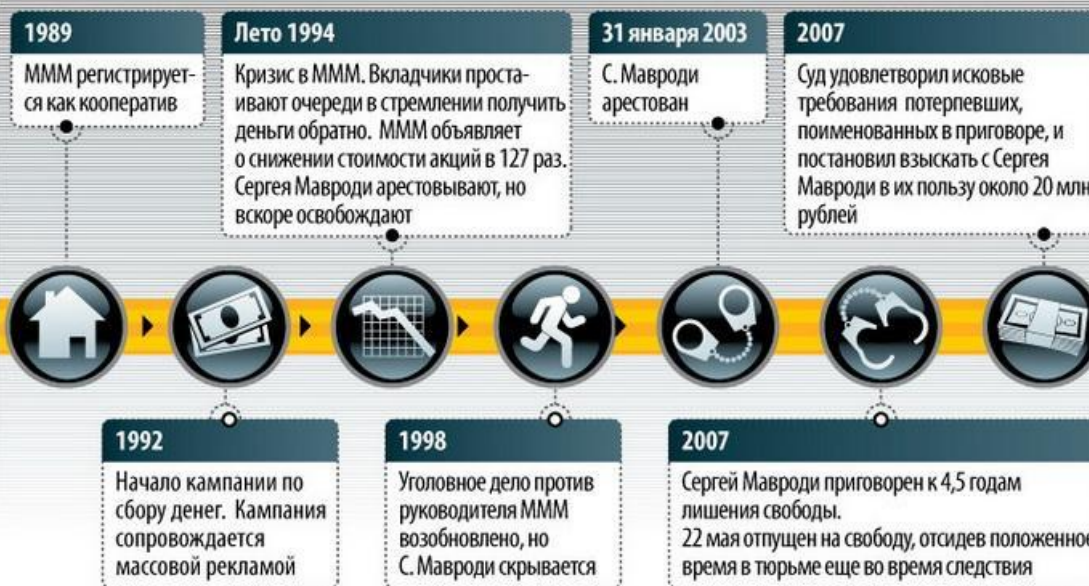 1989
МММ регистрирует-
ся как кооператив
Лето 1994
Кризис в МММ. Вкладчики проста-
ивают очереди в стремлении получить
деньги обратно. МММ объявляет
о снижении стоимости акций в 127 раз.
Сергея Мавроди арестовывают, но
вскоре освобождают
31 января 2003
С. Мавроди
арестован
2007
Суд удовлетворил исковые
требования потерпевших,
поименованных в приговоре, и
постановил взыскать с Сергея
Мавроди в их пользу около 20 млн
рублей
1992
Начало кампании по
сбору денег. Кампания
сопровождается
массовой рекламой
1998
Уголовное дело против
руководителя МММ
возобновлено, но
С. Мавроди скрывается
2007
Сергей Мавроди приговорен к 4,5 годам
лишения свободы.
22 мая отпущен на свободу, отсидев положенное
время в тюрьме еще во время следствия